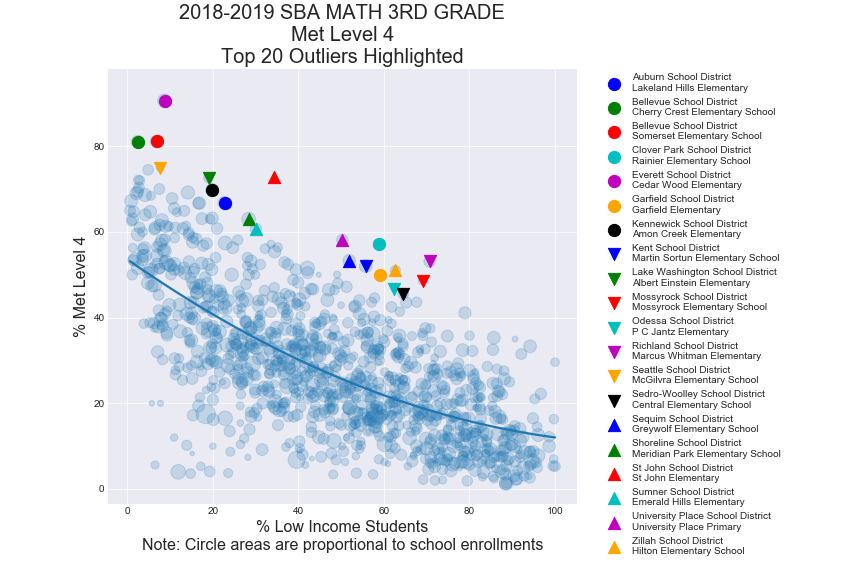 2018-2019 SBA MATH 3RD GRADE
Met Level 4
Top 20 Outliers Highlighted
% Met Level 4
80
60
40
20
0
0
20
40
60
80
100
% Low Income Students
Note: Circle areas are proportional to school enrollments
Auburn School District
Lakeland Hills Elementary
Bellevue School District
Cherry Crest Elementary School
Bellevue School District
Somerset Elementary School
Clover Park School District
Rainier Elementary School
Everett School District
Cedar Wood Elementary
Garfield School District
Garfield Elementary
Kennewick School District
Amon Creek Elementary
Kent School District
Martin Sortun Elementary School
Lake Washington School District
Albert Einstein Elementary
Mossyrock School District
Mossyrock Elementary School
Odessa School District
P C Jantz Elementary
Richland School District
Marcus Whitman Elementary
Seattle School District
McGilvra Elementary School
Sedro-Woolley School District
Central Elementary School
Sequim School District
Greywolf Elementary School
Shoreline School District
Meridian Park Elementary School
St John School District
St John Elementary
Sumner School District
Emerald Hills Elementary
University Place School District
University Place Primary
Zillah School District
Hilton Elementary School